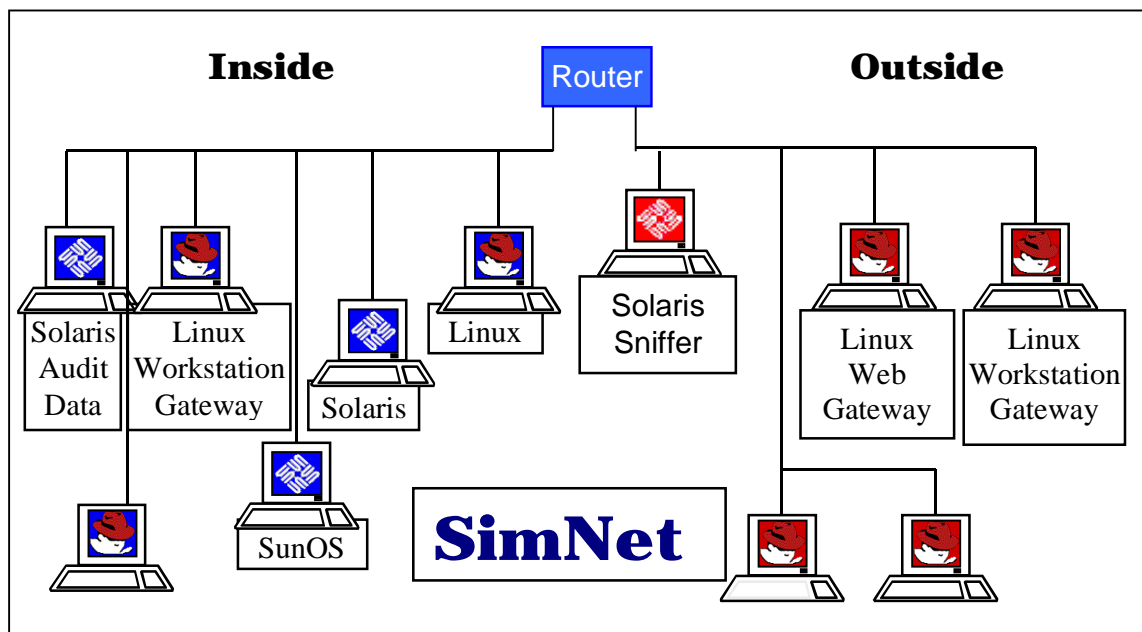 Inside
Router
Outside
Solaris
Audit
Data
Linux
Workstation
Gateway
Solaris
Linux
Solaris
Sniffer
Linux
Web
Gateway
Linux
Workstation
Gateway
SunOS
SimNet